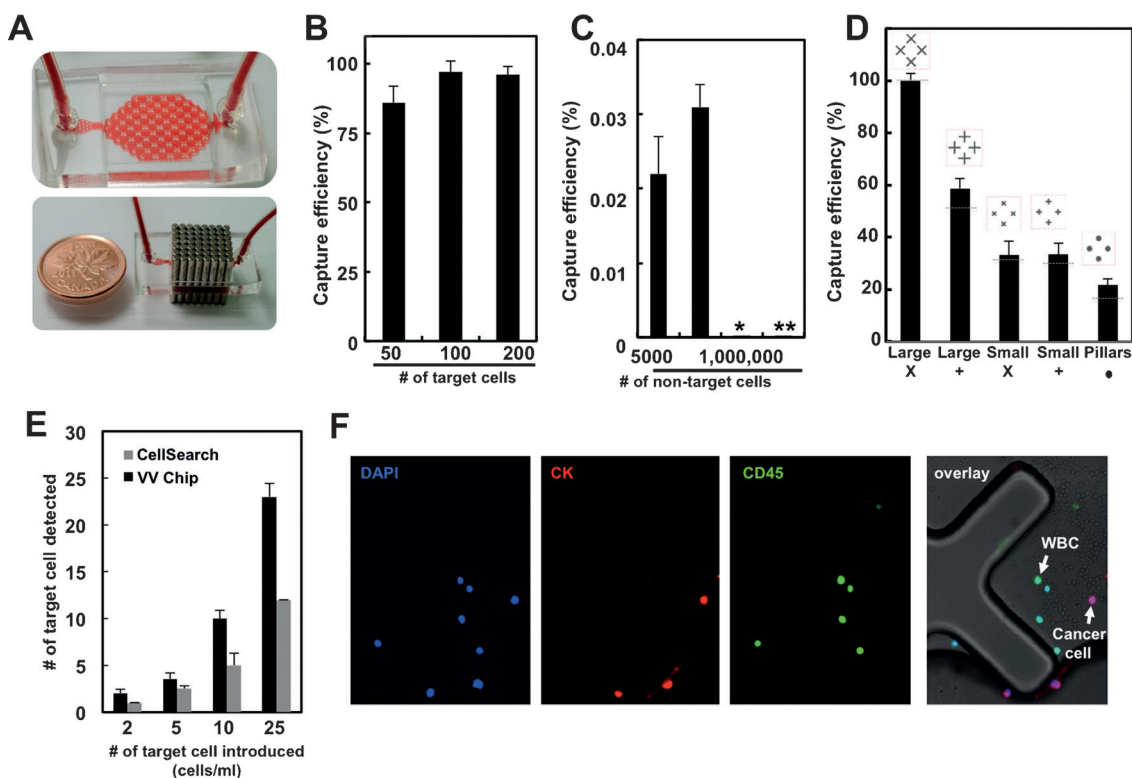 A
CANADA
B
Capture efficiency (%)
100
75
50
25
0
50 100 200
# of target cells
C
Capture efficiency (%)
0.04
0.03
0.02
0.01
0
* **
5000 1,000,000
# of non-target cells
D
Capture efficiency (%)
100
80
60
40
20
0
Large Large Small Small Pillars
X + X + •
E
# of target cell detected
30
25
20
15
10
5
0
CellSearch
VV Chip
2 5 10 25
# of target cell introduced
(cells/ml)
F
DAPI
CK
CD45
overlay
WBC
Cancer
cell